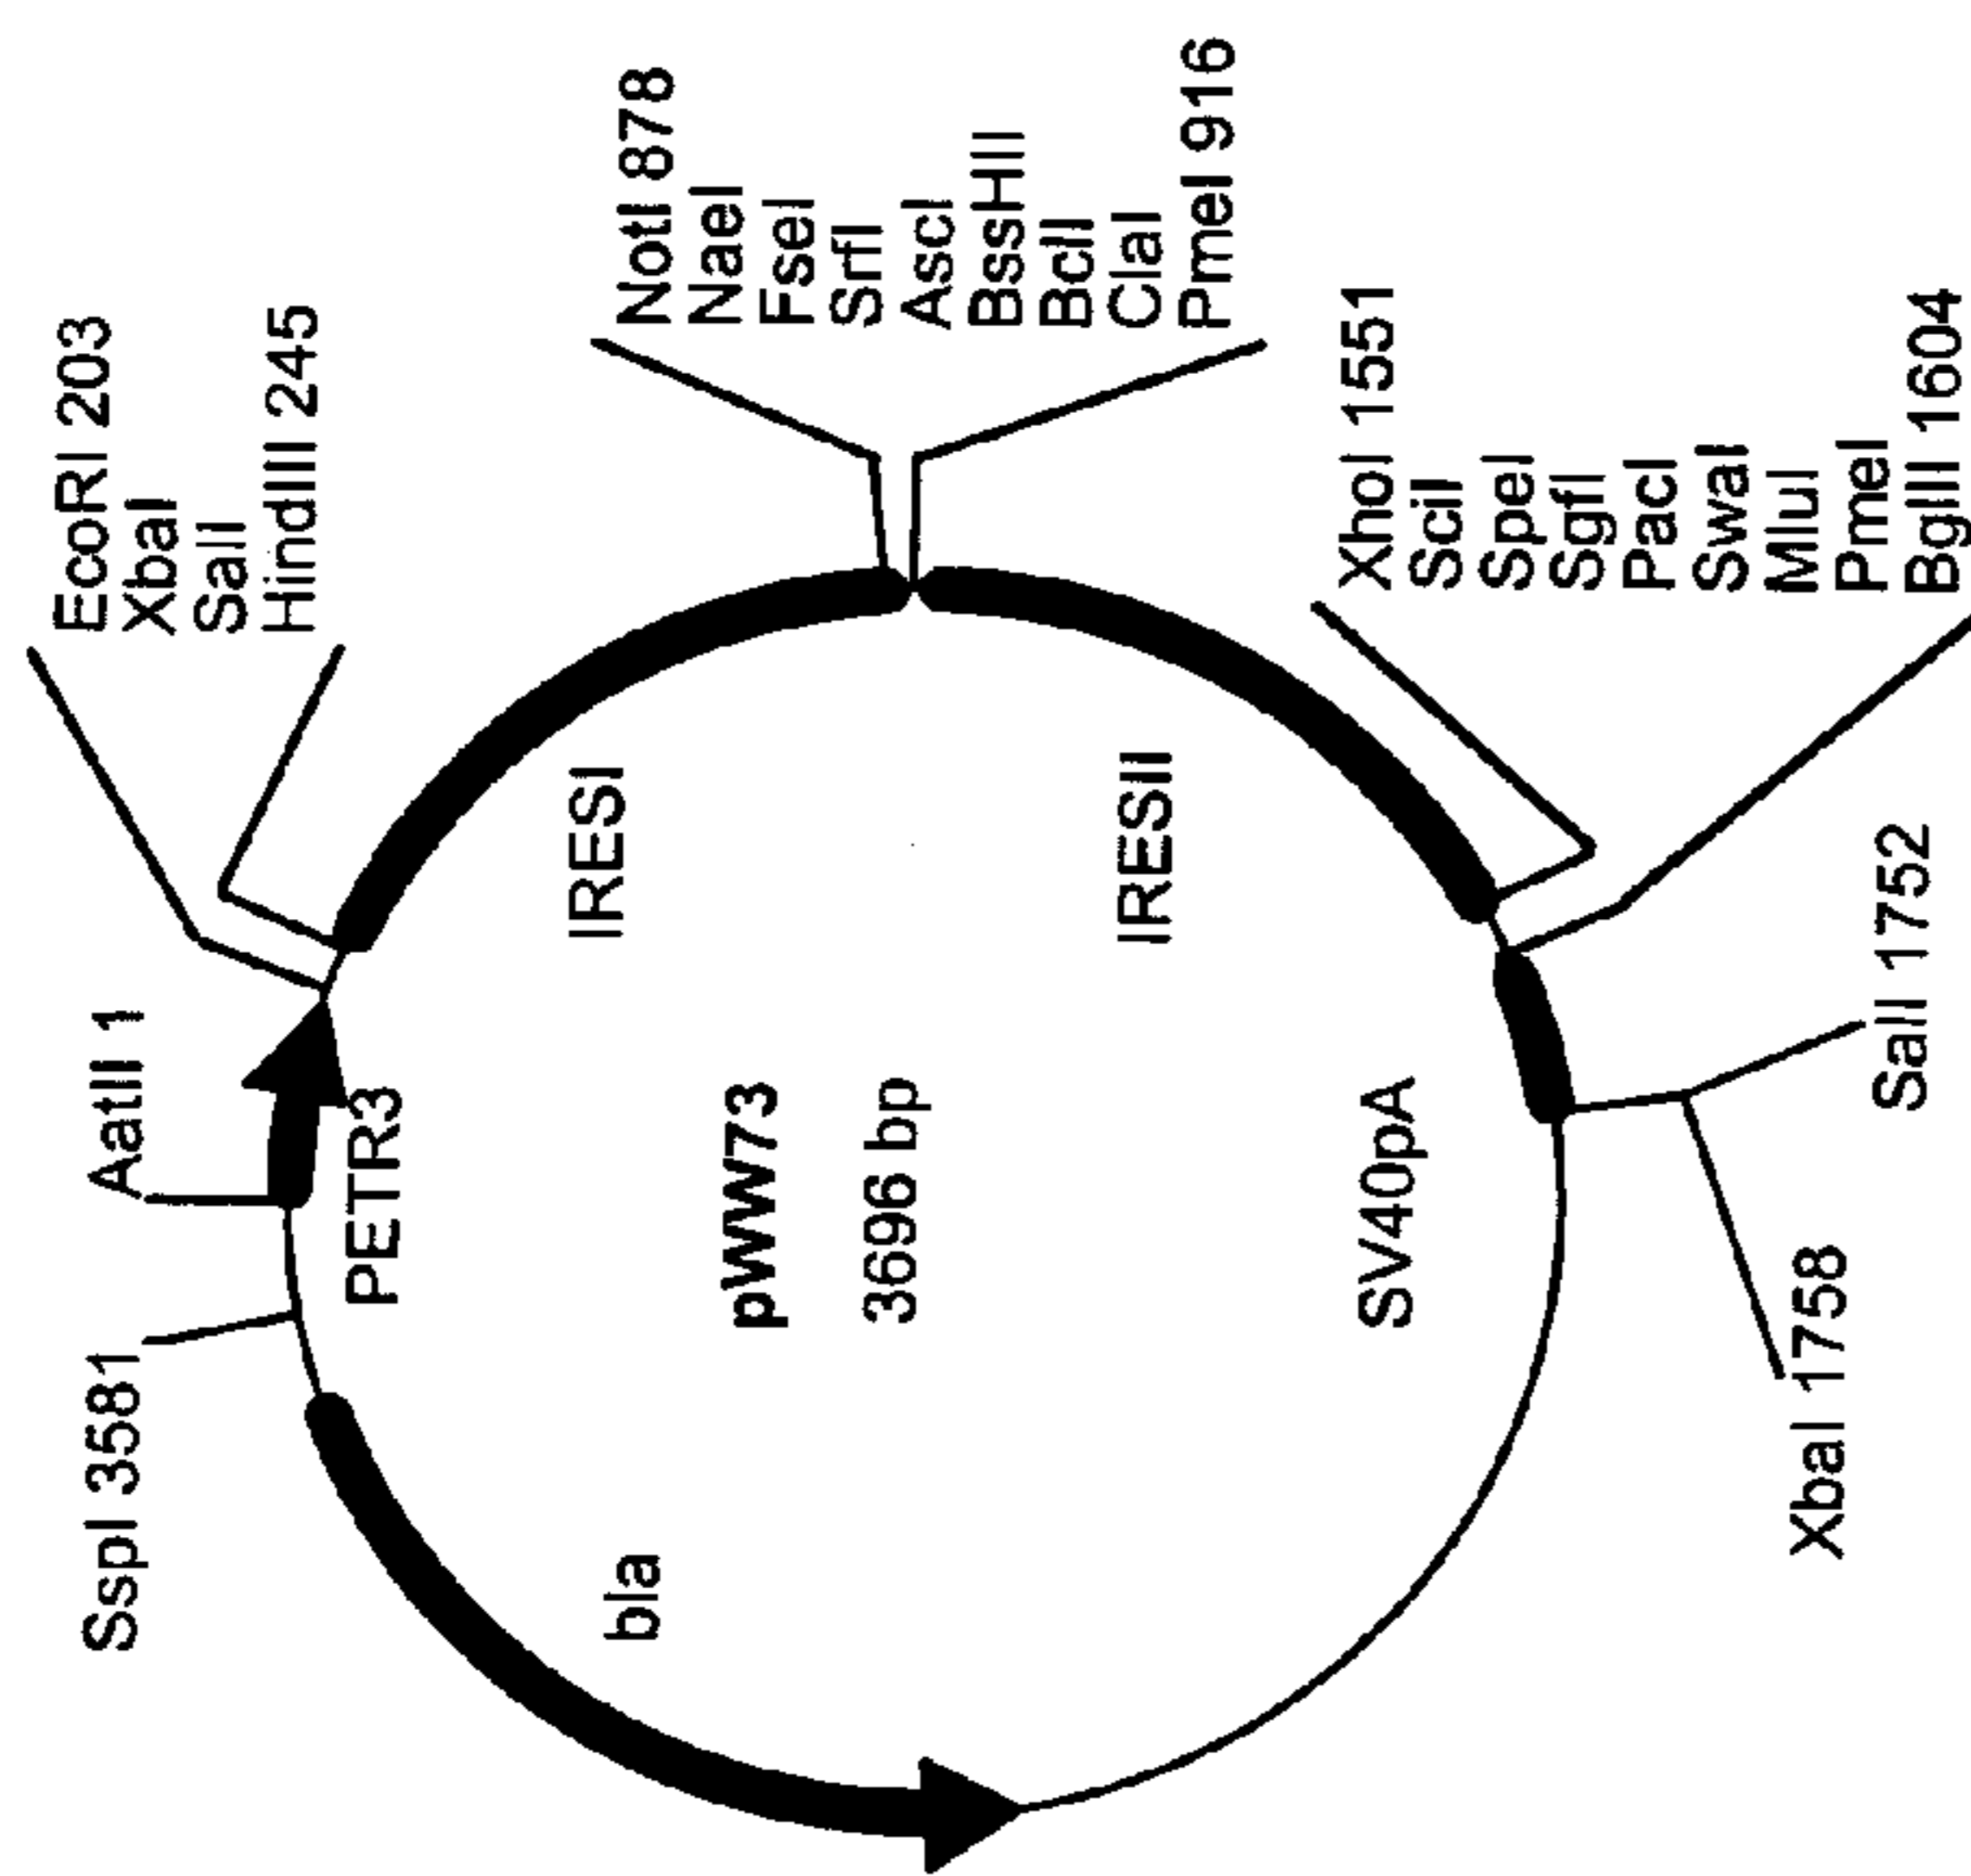 SspI 3581
AatII 1
EcoRI 203
XbaI
SalI
HindIII 245
NotI 878
NaeI
FseI
SrfI
AscI
BssHII
BclI
ClaI
PmeI 916
XhoI 1551
SciI
SpeI
SgfI
PacI
SwaI
MluI
PmeI
BglII 1604
SalI 1752
XbaI 1758
PETR3
IRESI
IRESII
SV40pA
bla
pWW73
3696 bp